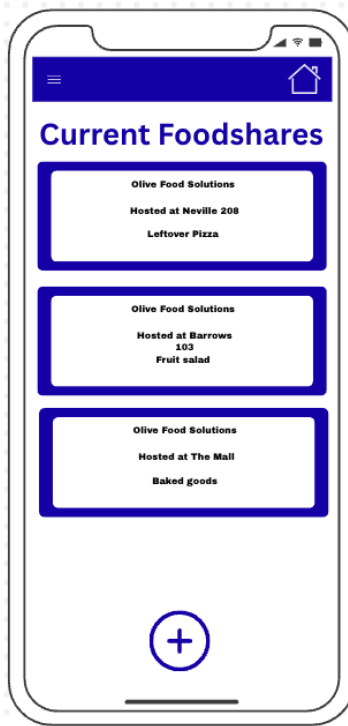 Current Foodshares
Olive Food Solutions
Hosted at Neville 208
Leftover Pizza
Olive Food Solutions
Hosted at Barrows
103
Fruit salad
Olive Food Solutions
Hosted at The Mall
Baked goods